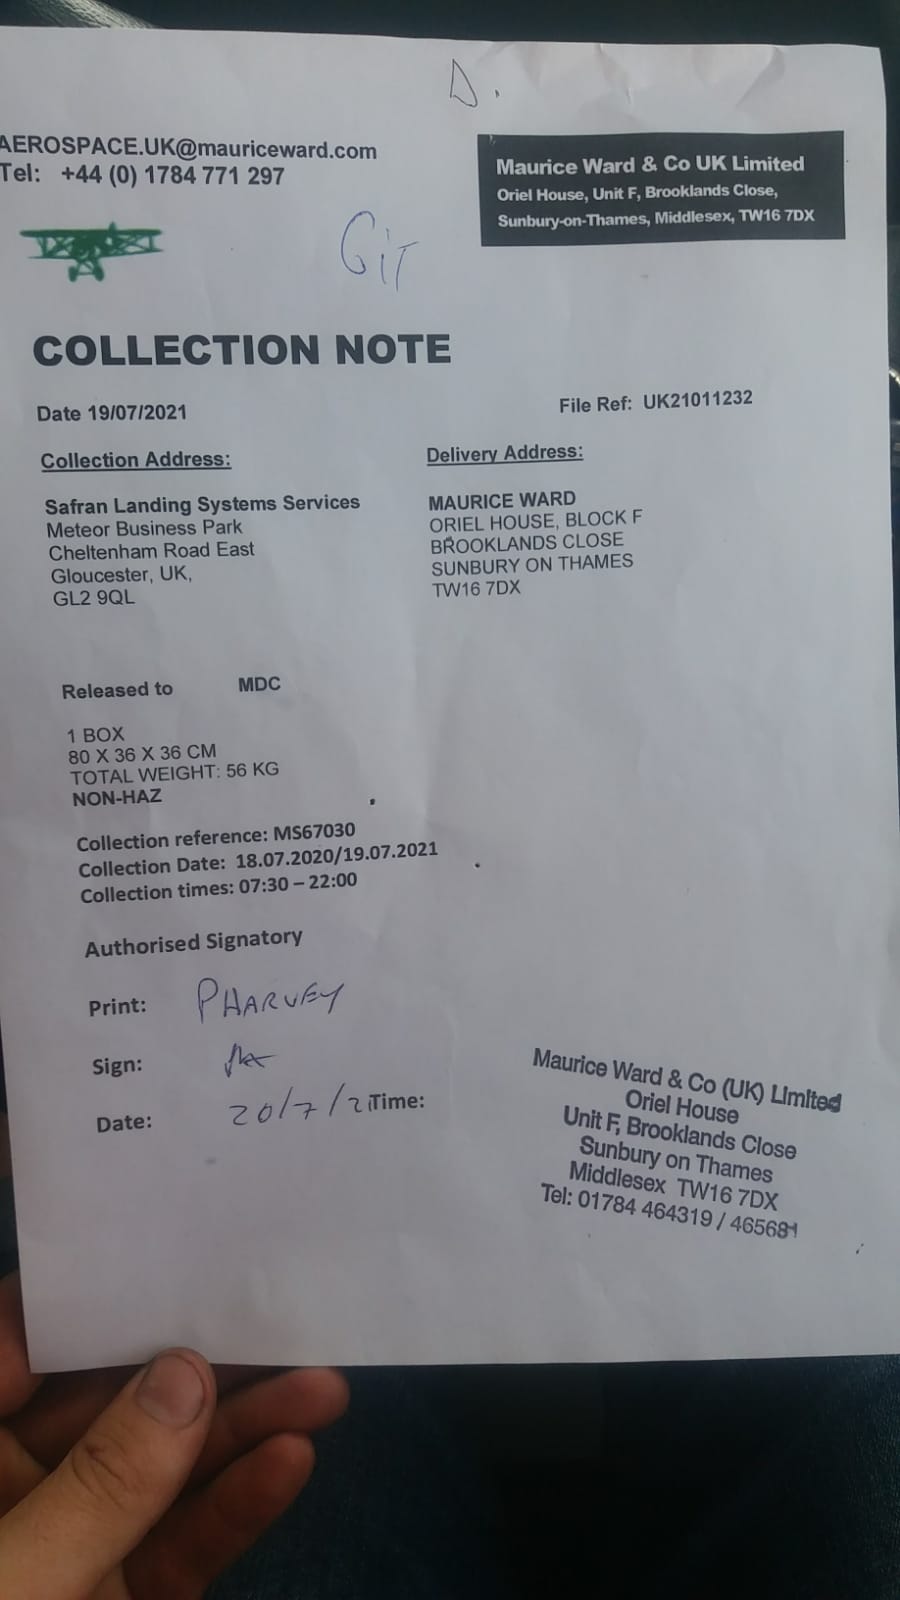 D.
AEROSPACE.UK@mauriceward.com
Tel: +44 (0) 1784 771 297
Maurice Ward & Co UK Limited
Oriel House, Unit F, Brooklands Close,
Sunbury-on-Thames, Middlesex, TW16 7DX
GiT
COLLECTION NOTE
Date 19/07/2021
File Ref: UK21011232
Collection Address:
Safran Landing Systems Services
Meteor Business Park
Cheltenham Road East
Gloucester, UK,
GL2 9QL
Delivery Address:
MAURICE WARD
ORIEL HOUSE, BLOCK F
BROOKLANDS CLOSE
SUNBURY ON THAMES
TW16 7DX
Released to MDC
1 BOX
80 X 36 X 36 CM
TOTAL WEIGHT: 56 KG
NON-HAZ
Collection reference: MS67030
Collection Date: 18.07.2020/19.07.2021
Collection times: 07:30 – 22:00
Authorised Signatory
Print: PHARVEY
Sign:
Date: 20/7/21 Time:
Maurice Ward & Co (UK) Limited
Oriel House
Unit F, Brooklands Close
Sunbury on Thames
Middlesex TW16 7DX
Tel: 01784 464319 / 465681